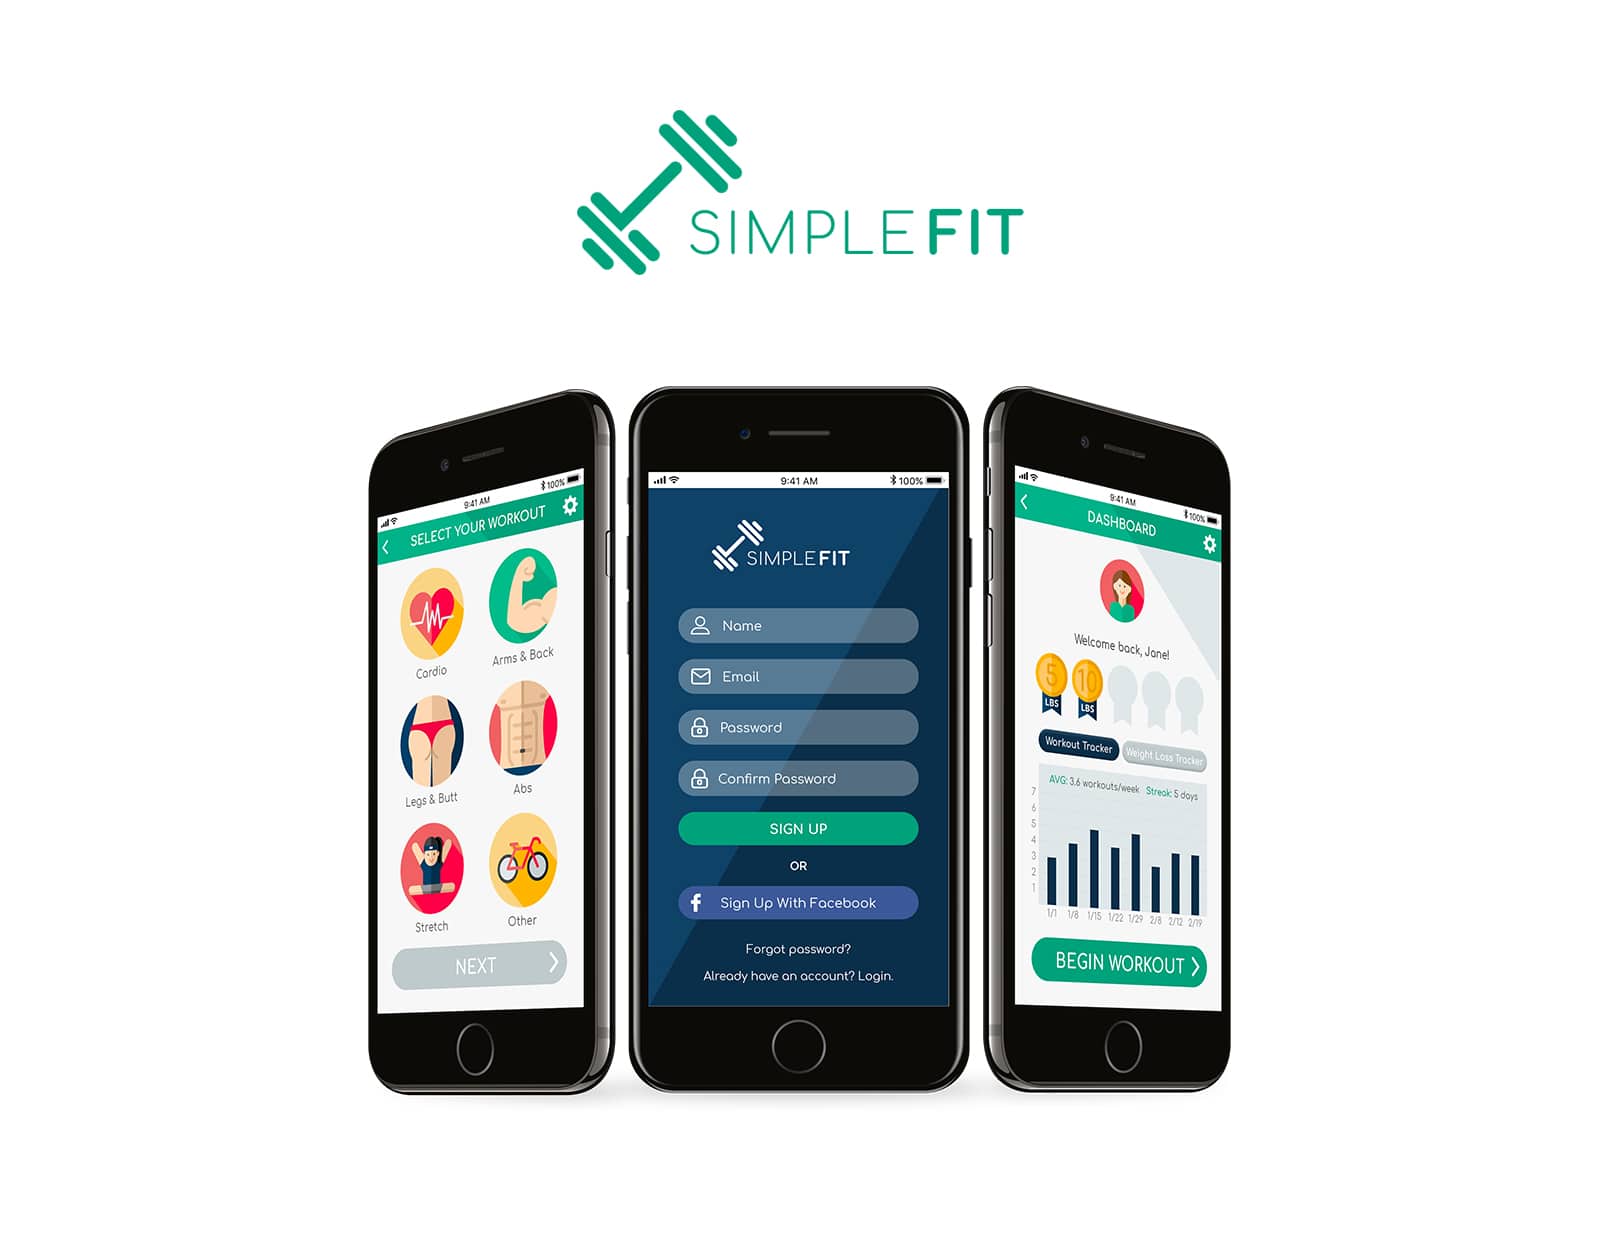 SIMPLEFIT
9:41 AM
100%
SELECT YOUR WORKOUT
Cardio
Arms & Back
Legs & Butt
Abs
Stretch
Other
NEXT
9:41 AM
100%
SIMPLEFIT
Name
Email
Password
Confirm Password
SIGN UP
OR
f Sign Up With Facebook
Forgot password?
Already have an account? Login.
9:41 AM
100%
DASHBOARD
Welcome back, Jane!
5 10
LBS LBS
Workout Tracker Weight Loss Tracker
AVG: 3.6 workouts/week Streak: 5 days
7
6
5
4
3
2
1
1/1 1/8 1/15 1/22 1/29 2/8 2/12 2/19
BEGIN WORKOUT